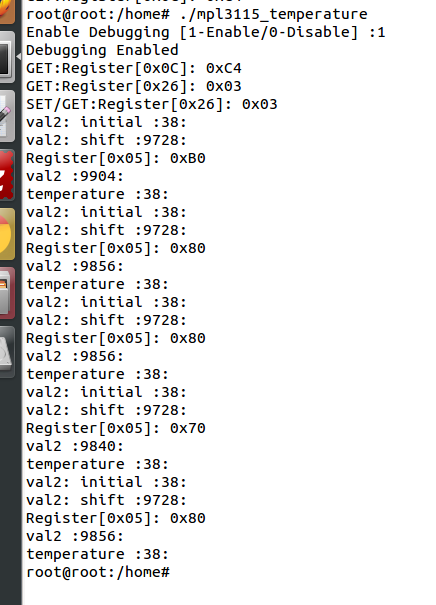 root@root:/home# ./mpl3115_temperature
Enable Debugging [1-Enable/0-Disable] :1
Debugging Enabled
GET:Register[0x0C]: 0xC4
GET:Register[0x26]: 0x03
SET/GET:Register[0x26]: 0x03
val2: initial :38:
val2: shift :9728:
Register[0x05]: 0xB0
val2 :9904:
temperature :38:
val2: initial :38:
val2: shift :9728:
Register[0x05]: 0x80
val2 :9856:
temperature :38:
val2: initial :38:
val2: shift :9728:
Register[0x05]: 0x80
val2 :9856:
temperature :38:
val2: initial :38:
val2: shift :9728:
Register[0x05]: 0x70
val2 :9840:
temperature :38:
val2: initial :38:
val2: shift :9728:
Register[0x05]: 0x80
val2 :9856:
temperature :38:
root@root:/home#